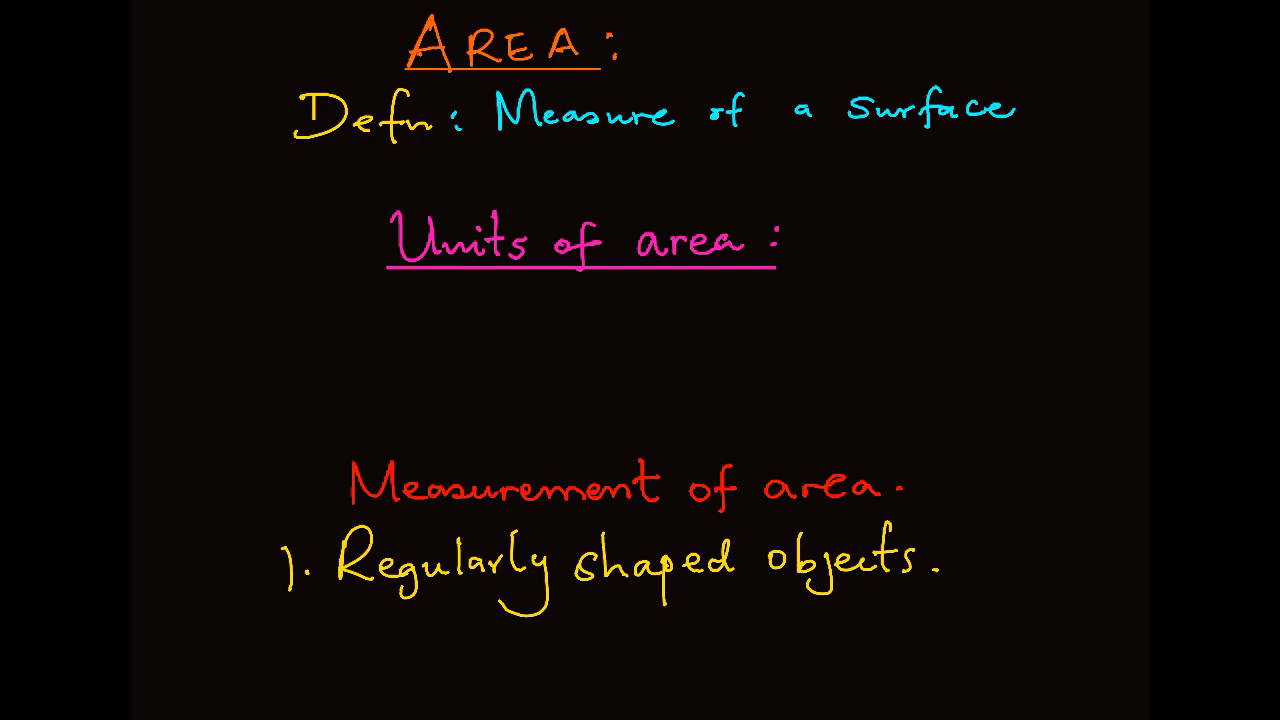 AREA:
Defn: Measure of a surface
Units of area:
Measurement of area.
1. Regularly shaped objects.